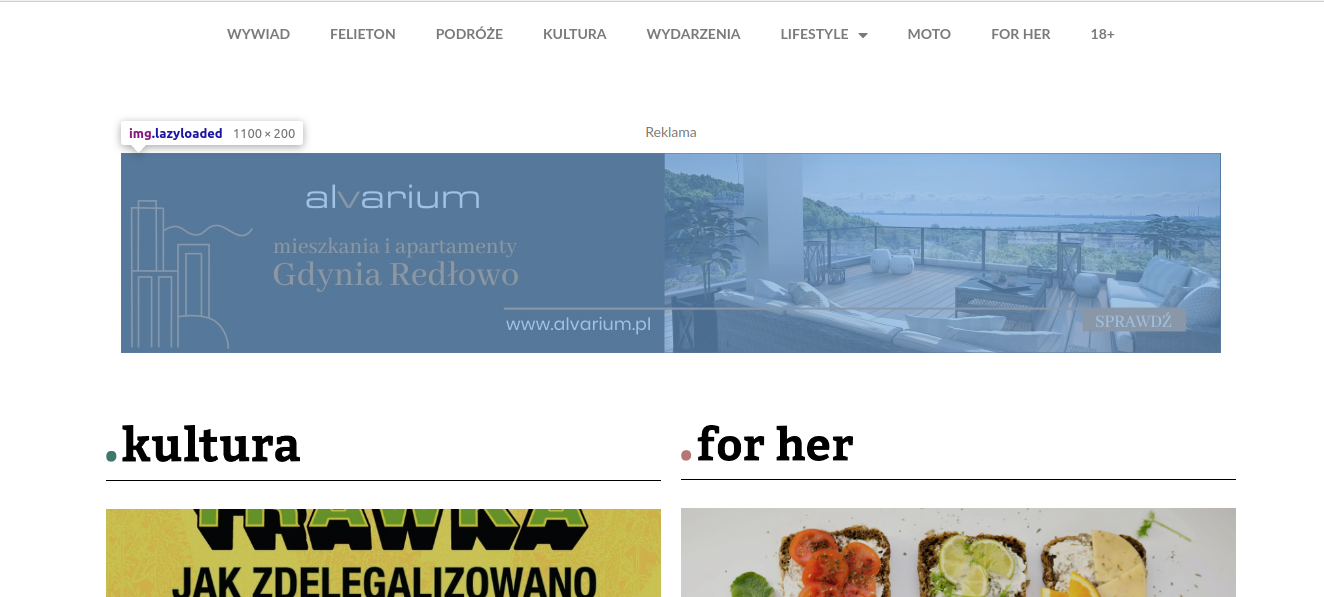 WYWIAD FELIETON PODRÓŻE KULTURA WYDARZENIA LIFESTYLE MOTO FOR HER 18+
img.lazyloaded 1100 × 200
Reklama
alvarium
mieszkania i apartamenty
Gdynia Redłowo
www.alvarium.pl
SPRAWDŹ
.kultura
.for her
TRAWKA
JAK ZDELEGALIZOWANO